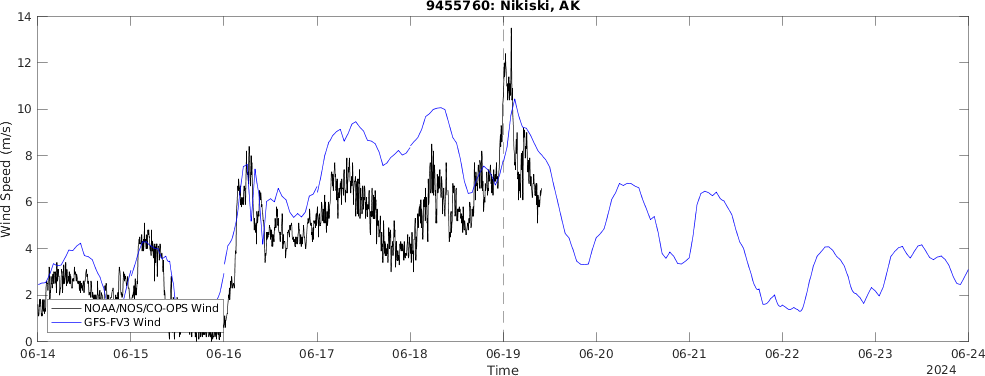 9455760: Nikiski, AK
14
12
10
8
6
4
2
0
Wind Speed (m/s)
NOAA/NOS/CO-OPS Wind
GFS-FV3 Wind
06-14 06-15 06-16 06-17 06-18 06-19 06-20 06-21 06-22 06-23 06-24
Time
2024